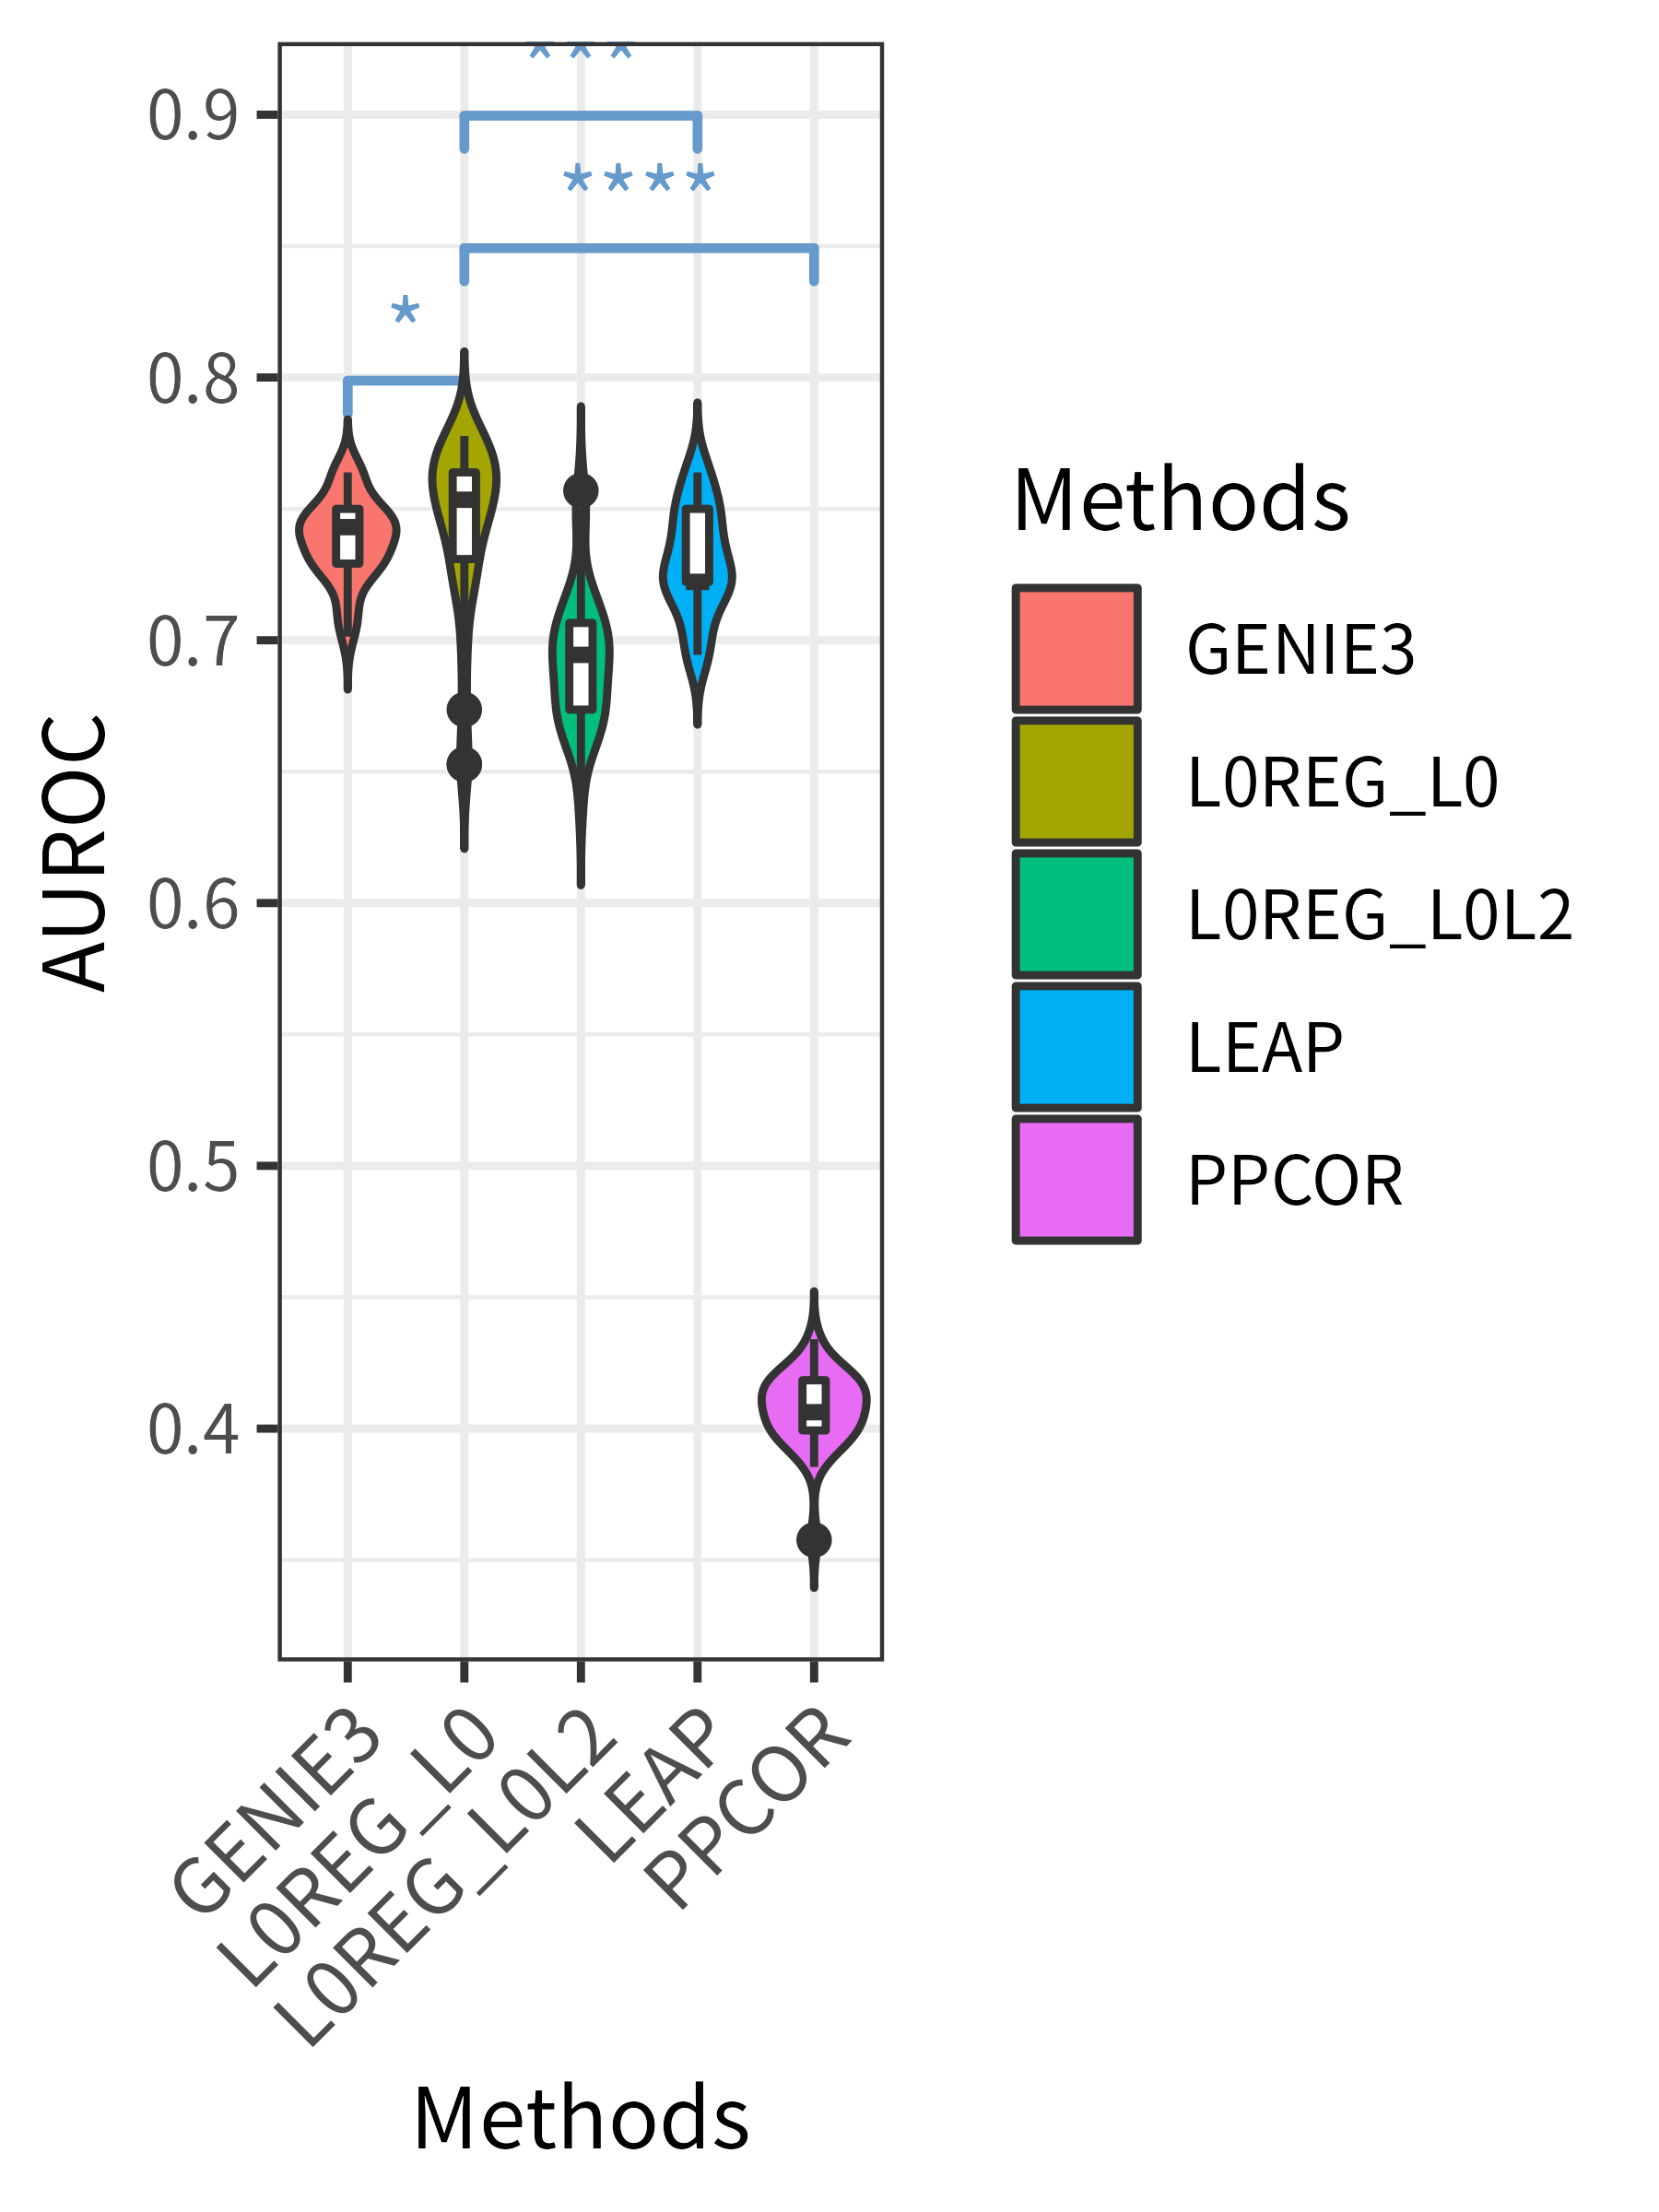 ***
0.9
****
*
0.8
0.7
0.6
0.5
0.4
AUROC
GENIE3
L0REG_L0
L0REG_L0L2
LEAP
PPCOR
Methods
Methods
GENIE3
L0REG_L0
L0REG_L0L2
LEAP
PPCOR